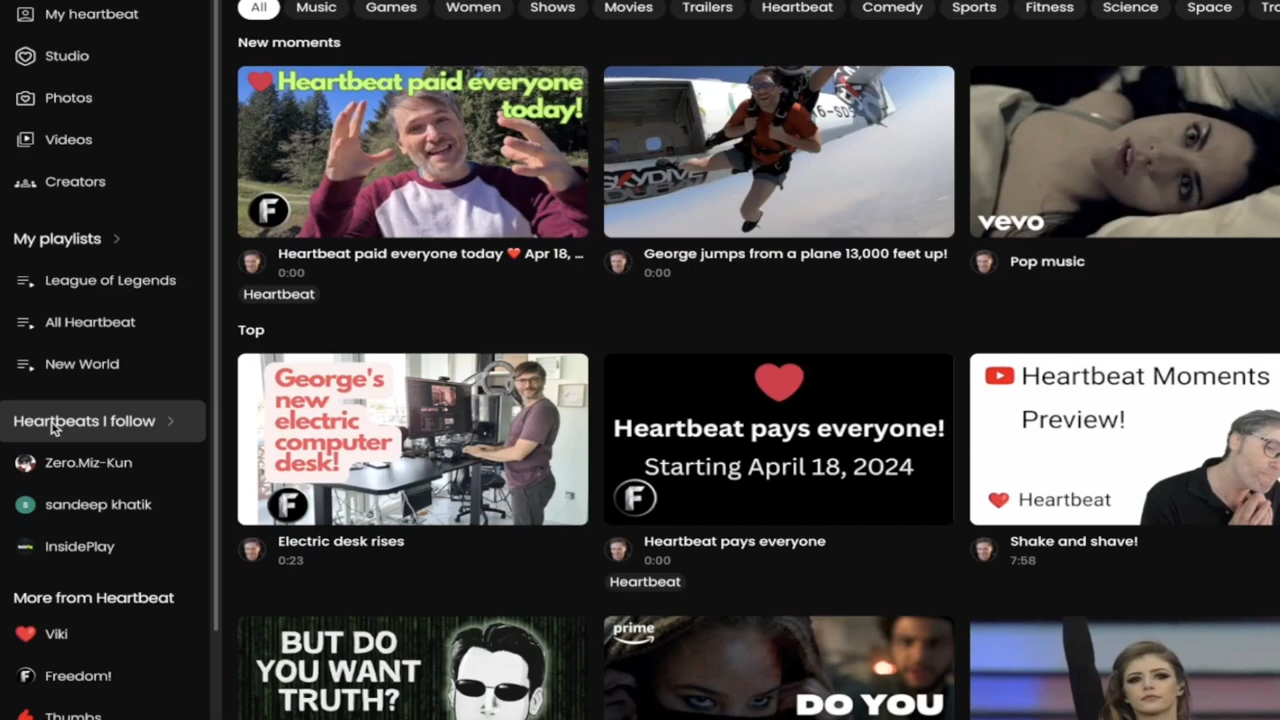 My heartbeat
Studio
Photos
Videos
Creators
My playlists
League of Legends
All Heartbeat
New World
Heartbeats I follow
Zero.Miz-Kun
sandeep khatik
InsidePlay
More from Heartbeat
Viki
Freedom!
Thumbs
All Music Games Women Shows Movies Trailers Heartbeat Comedy Sports Fitness Science Space
New moments
Heartbeat paid everyone
today!
F
Heartbeat paid everyone today ❤️ Apr 18, ...
0:00
Heartbeat
SKYDIVE
George jumps from a plane 13,000 feet up!
0:00
vevo
Pop music
Top
George's
new
electric
computer
desk!
F
Electric desk rises
0:23
Heartbeat pays everyone!
Starting April 18, 2024
F
Heartbeat pays everyone
0:00
Heartbeat
Heartbeat Moments
Preview!
Heartbeat
Shake and shave!
7:58
BUT DO
YOU WANT
TRUTH?
prime
DO YOU